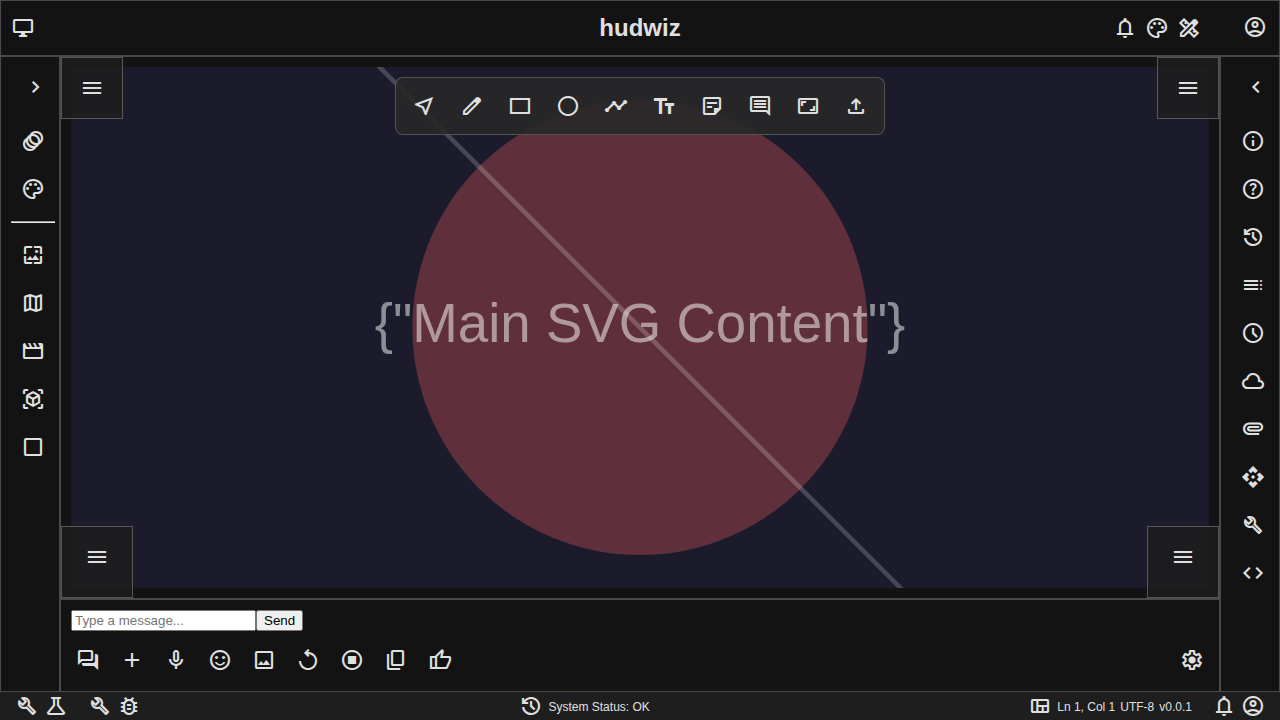 hudwiz
{"Main SVG Content"}
Type a message...
Send
System Status: OK
Ln 1, Col 1 UTF-8 v0.0.1